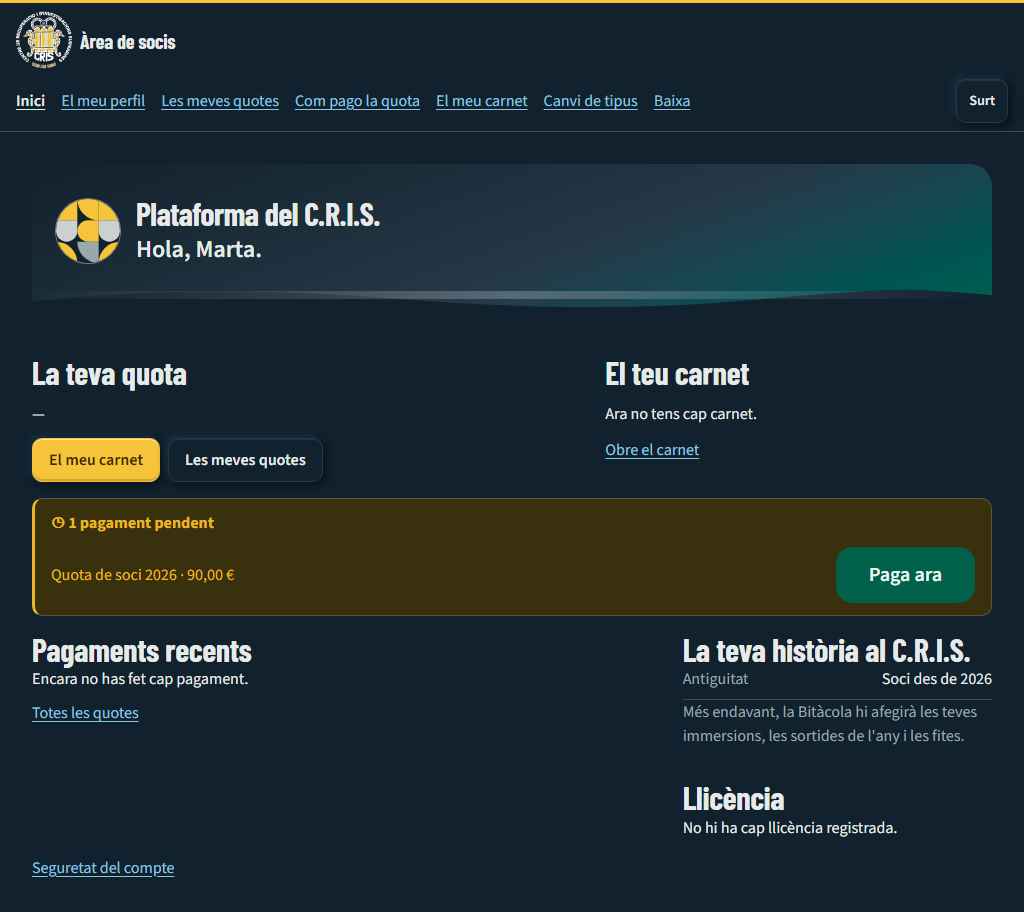 CRIS
Àrea de socis
Inici El meu perfil Les meves quotes Com pago la quota El meu carnet Canvi de tipus Baixa Surt
Plataforma del C.R.I.S.
Hola, Marta.
La teva quota
—
El meu carnet Les meves quotes
El teu carnet
Ara no tens cap carnet.
Obre el carnet
1 pagament pendent
Quota de soci 2026 · 90,00 €
Paga ara
Pagaments recents
Encara no has fet cap pagament.
Totes les quotes
La teva història al C.R.I.S.
Antiguitat Soci des de 2026
Més endavant, la Bitàcola hi afegirà les teves
immersions, les sortides de l'any i les fites.
Llicència
No hi ha cap llicència registrada.
Seguretat del compte